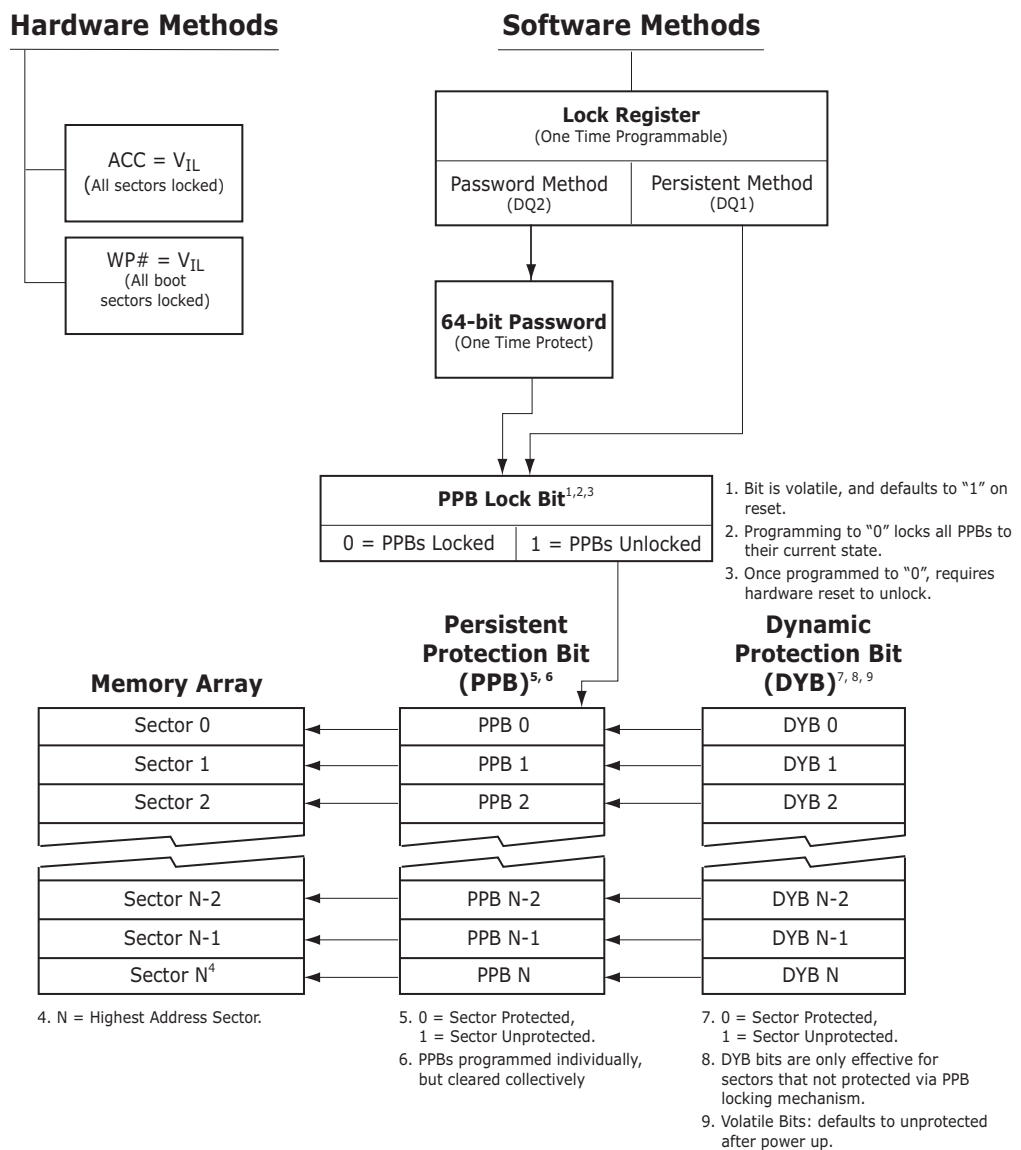 Hardware Methods
Software Methods
ACC = VIL
(All sectors locked)
WP# = VIL
(All boot
sectors locked)
Lock Register
(One Time Programmable)
Password Method
(DQ2)
Persistent Method
(DQ1)
64-bit Password
(One Time Protect)
PPB Lock Bit1,2,3
0 = PPBs Locked
1 = PPBs Unlocked
1. Bit is volatile, and defaults to “1” on
reset.
2. Programming to “0” locks all PPBs to
their current state.
3. Once programmed to “0”, requires
hardware reset to unlock.
Memory Array
Persistent
Protection Bit
(PPB)5, 6
Dynamic
Protection Bit
(DYB)7, 8, 9
Sector 0
PPB 0
DYB 0
Sector 1
PPB 1
DYB 1
Sector 2
PPB 2
DYB 2
Sector N-2
PPB N-2
DYB N-2
Sector N-1
PPB N-1
DYB N-1
Sector N4
PPB N
DYB N
4. N = Highest Address Sector.
5. 0 = Sector Protected,
1 = Sector Unprotected.
6. PPBs programmed individually,
but cleared collectively
7. 0 = Sector Protected,
1 = Sector Unprotected.
8. DYB bits are only effective for
sectors that not protected via PPB
locking mechanism.
9. Volatile Bits: defaults to unprotected
after power up.